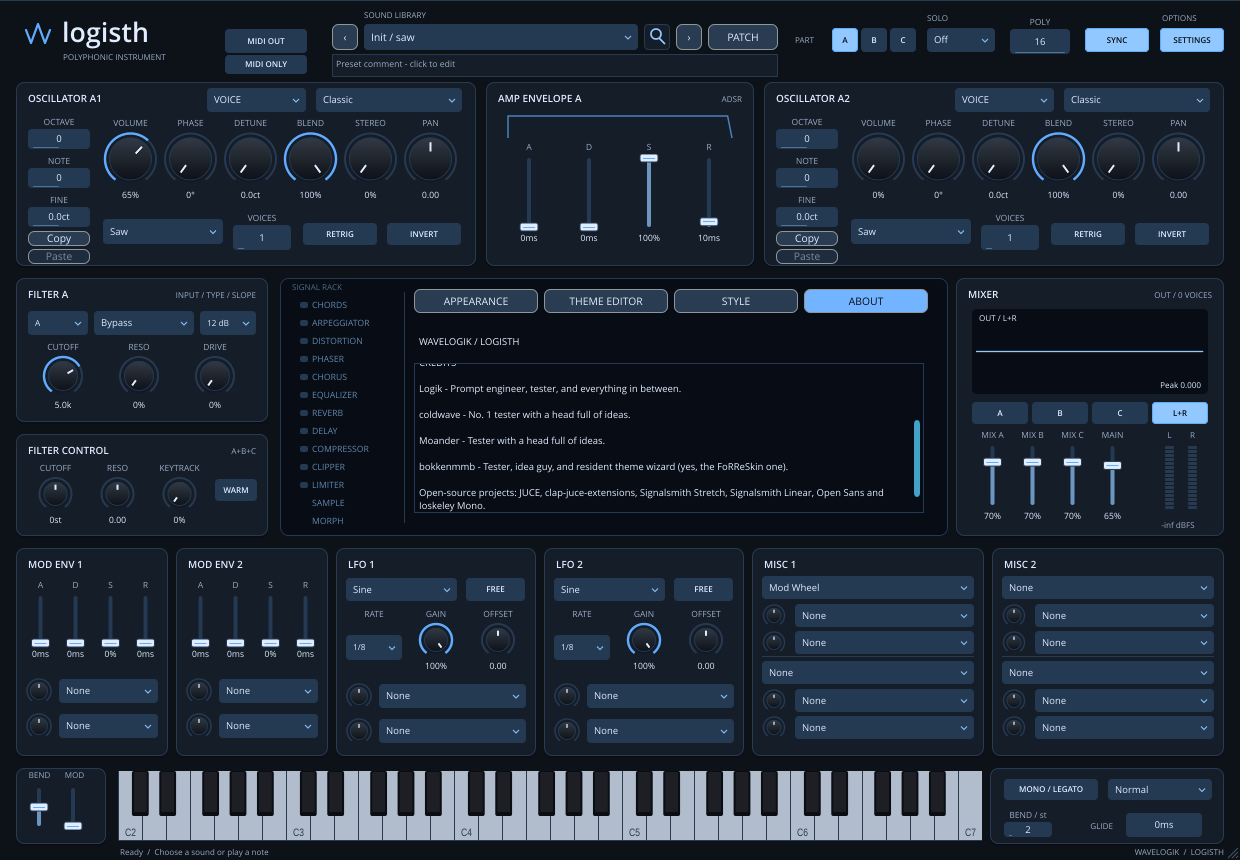 logisth
POLYPHONIC INSTRUMENT
MIDI OUT
MIDI ONLY
SOUND LIBRARY
‹
Init / saw
›
PATCH
Preset comment - click to edit
PART
A
B
C
SOLO
Off
POLY
16
SYNC
OPTIONS
SETTINGS
OSCILLATOR A1
VOICE
Classic
OCTAVE
0
NOTE
0
FINE
0.0ct
Copy
Paste
VOLUME PHASE DETUNE BLEND STEREO PAN
65% 0° 0.0ct 100% 0% 0.00
Saw
VOICES
1
RETRIG
INVERT
AMP ENVELOPE A
ADSR
A D S R
0ms 0ms 100% 10ms
OSCILLATOR A2
VOICE
Classic
OCTAVE
0
NOTE
0
FINE
0.0ct
Copy
Paste
VOLUME PHASE DETUNE BLEND STEREO PAN
0% 0° 0.0ct 100% 0% 0.00
Saw
VOICES
1
RETRIG
INVERT
FILTER A
INPUT / TYPE / SLOPE
A
Bypass
12 dB
CUTOFF RESO DRIVE
5.0k 0% 0%
FILTER CONTROL
A+B+C
CUTOFF RESO KEYTRACK
WARM
0st 0.00 0%
SIGNAL RACK
CHORDS
ARPEGGIATOR
DISTORTION
PHASER
CHORUS
EQUALIZER
REVERB
DELAY
COMPRESSOR
CLIPPER
LIMITER
SAMPLE
MORPH
APPEARANCE
THEME EDITOR
STYLE
ABOUT
WAVELOGIK / LOGISTH
CREDITS
Logik - Prompt engineer, tester, and everything in between.
coldwave - No. 1 tester with a head full of ideas.
Moander - Tester with a head full of ideas.
bokkenmmb - Tester, idea guy, and resident theme wizard (yes, the FoRReSkin one).
Open-source projects: JUCE, clap-juce-extensions, Signalsmith Stretch, Signalsmith Linear, Open Sans and
Ioskeley Mono.
MIXER
OUT / 0 VOICES
OUT / L+R
Peak 0.000
A
B
C
L+R
MIX A MIX B MIX C MAIN L R
70% 70% 70% 65%
-inf dBFS
MOD ENV 1
A D S R
0ms 0ms 0% 0ms
None
None
MOD ENV 2
A D S R
0ms 0ms 0% 0ms
None
None
LFO 1
Sine
FREE
RATE GAIN OFFSET
1/8
100% 0.00
None
None
LFO 2
Sine
FREE
RATE GAIN OFFSET
1/8
100% 0.00
None
None
MISC 1
Mod Wheel
None
None
None
None
None
MISC 2
None
None
None
None
None
None
BEND MOD
C2 C3 C4 C5 C6 C7
MONO / LEGATO
Normal
BEND / st
2
GLIDE
0ms
Ready / Choose a sound or play a note
WAVELOGIK / LOGISTH